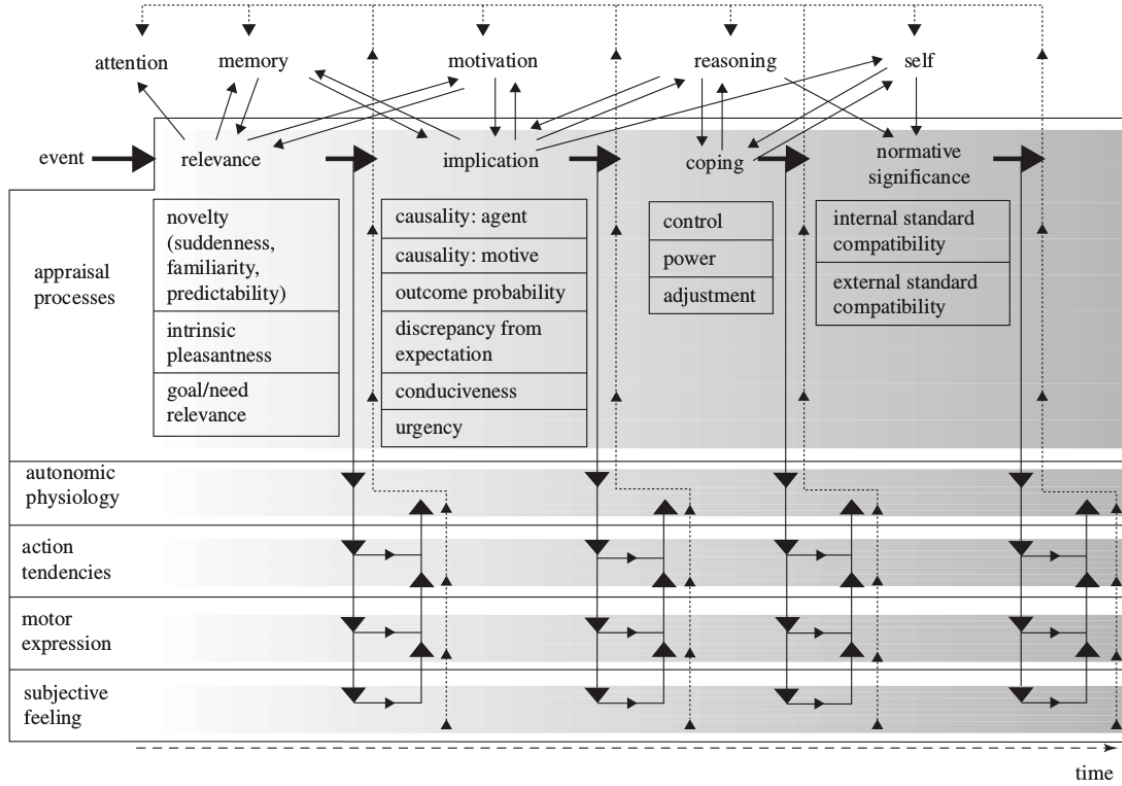 attention
memory
motivation
reasoning
self
event
relevance
implication
coping
normative
significance
appraisal
processes
novelty
(suddenness,
familiarity,
predictability)
intrinsic
pleasantness
goal/need
relevance
causality: agent
causality: motive
outcome probability
discrepancy from
expectation
conduciveness
urgency
control
power
adjustment
internal standard
compatibility
external standard
compatibility
autonomic
physiology
action
tendencies
motor
expression
subjective
feeling
time